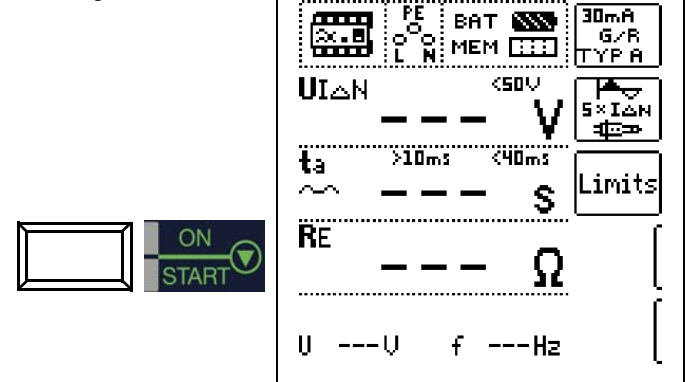 PE
BAT
L N
MEM
30mA
G/R
TYP A
UI△N <50V
--- V
5×I△N
ta >10ms <40ms
--- s
Limits
RE
--- Ω
ON
START
U ---V f ---Hz